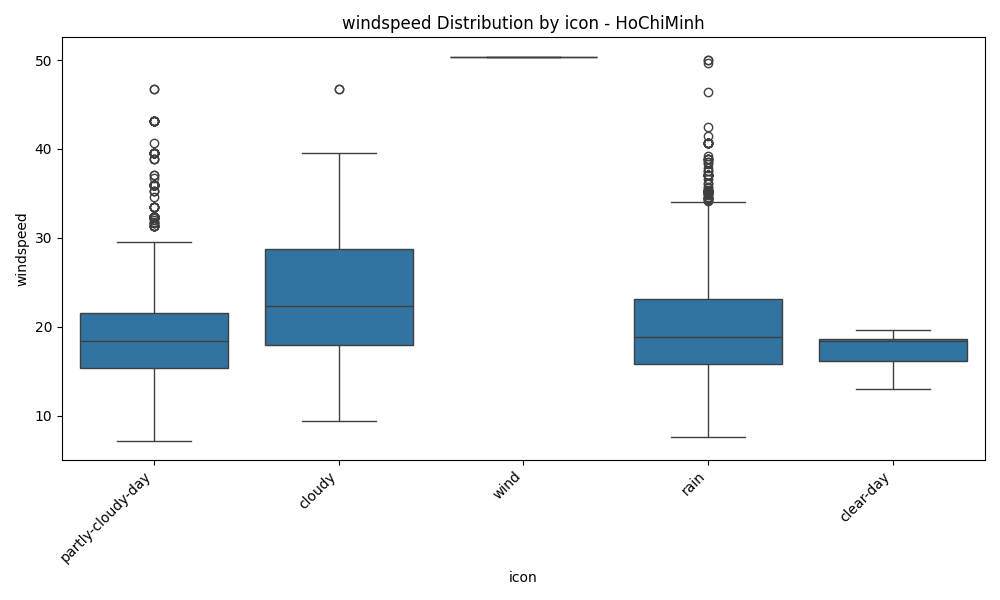 windspeed Distribution by icon - HoChiMinh
50
40
30
20
10
windspeed
partly-cloudy-day
cloudy
wind
rain
clear-day
icon